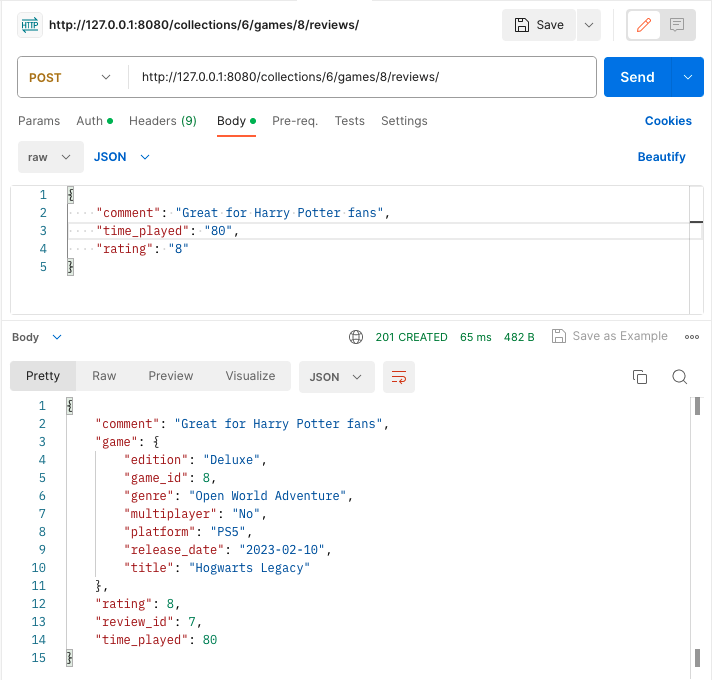 HTTP http://127.0.0.1:8080/collections/6/games/8/reviews/ Save
POST http://127.0.0.1:8080/collections/6/games/8/reviews/ Send
Params Auth Headers (9) Body Pre-req. Tests Settings Cookies
raw JSON Beautify
1 {
2 "comment": "Great for Harry Potter fans",
3 "time_played": "80",
4 "rating": "8"
5 }
Body 201 CREATED 65 ms 482 B Save as Example
Pretty Raw Preview Visualize JSON
1 {
2 "comment": "Great for Harry Potter fans",
3 "game": {
4 "edition": "Deluxe",
5 "game_id": 8,
6 "genre": "Open World Adventure",
7 "multiplayer": "No",
8 "platform": "PS5",
9 "release_date": "2023-02-10",
10 "title": "Hogwarts Legacy"
11 },
12 "rating": 8,
13 "review_id": 7,
14 "time_played": 80
15 }